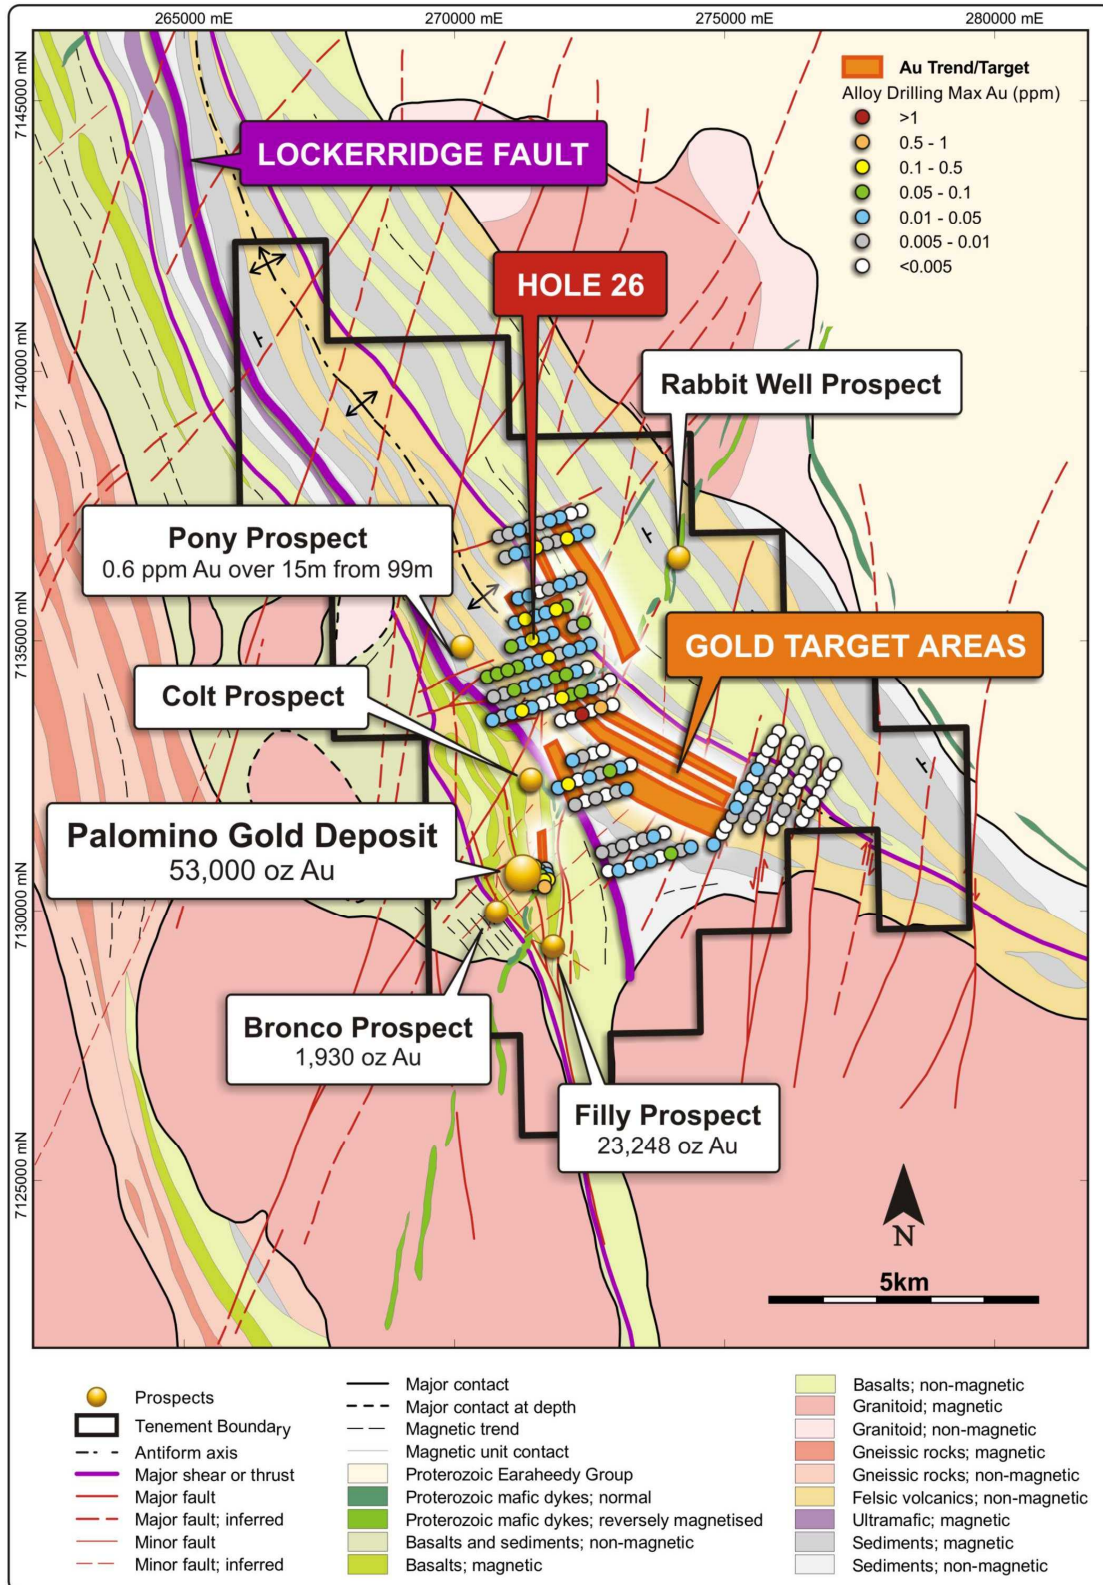 265000 mE
270000 mE
275000 mE
280000 mE
7145000 mN
7140000 mN
7135000 mN
7130000 mN
7125000 mN
Au Trend/Target
Alloy Drilling Max Au (ppm)
>1
0.5 - 1
0.1 - 0.5
0.05 - 0.1
0.01 - 0.05
0.005 - 0.01
<0.005
LOCKERRIDGE FAULT
HOLE 26
Rabbit Well Prospect
Pony Prospect
0.6 ppm Au over 15m from 99m
GOLD TARGET AREAS
Colt Prospect
Palomino Gold Deposit
53,000 oz Au
Bronco Prospect
1,930 oz Au
Filly Prospect
23,248 oz Au
N
5km
Prospects
Tenement Boundary
Antiform axis
Major shear or thrust
Major fault
Major fault; inferred
Minor fault
Minor fault; inferred
Major contact
Major contact at depth
Magnetic trend
Magnetic unit contact
Proterozoic Earaheedy Group
Proterozoic mafic dykes; normal
Proterozoic mafic dykes; reversely magnetised
Basalts and sediments; non-magnetic
Basalts; magnetic
Basalts; non-magnetic
Granitoid; magnetic
Granitoid; non-magnetic
Gneissic rocks; magnetic
Gneissic rocks; non-magnetic
Felsic volcanics; non-magnetic
Ultramafic; magnetic
Sediments; magnetic
Sediments; non-magnetic